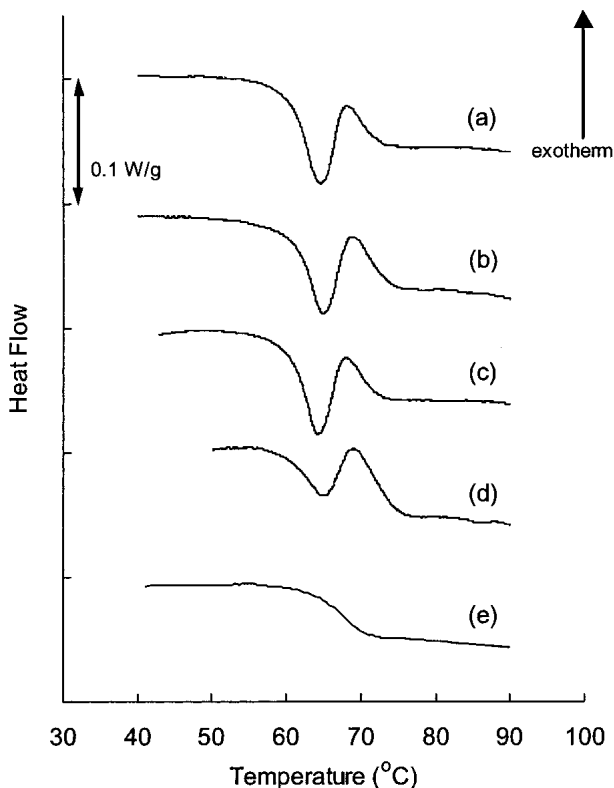 (a)
exotherm
0.1 W/g
(b)
(c)
(d)
(e)
Heat Flow
30 40 50 60 70 80 90 100
Temperature (°C)